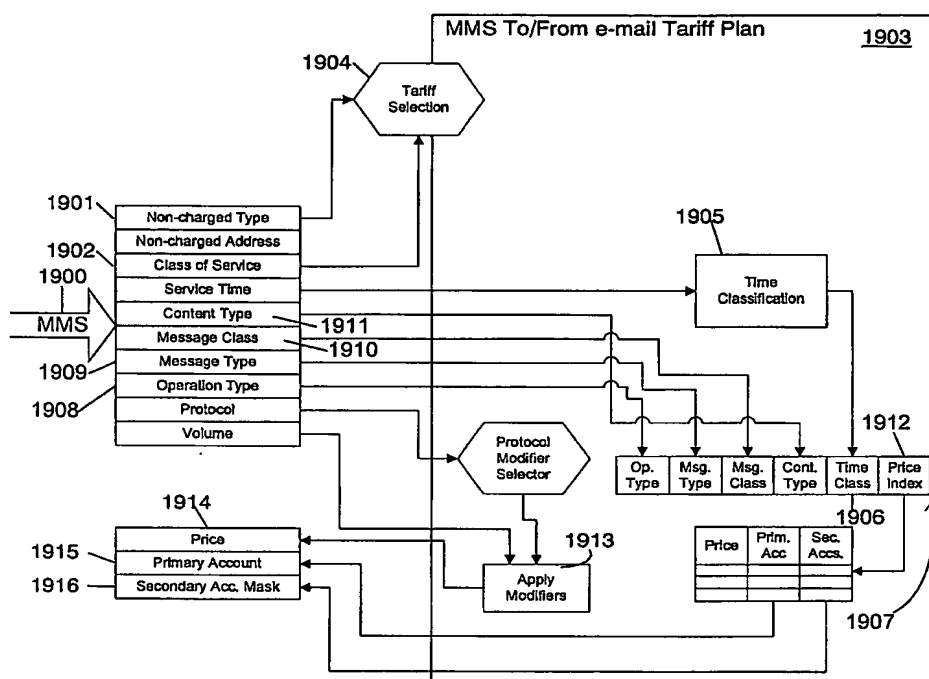 MMS To/From e-mail Tariff Plan
1903
1904
Tariff
Selection
1901
Non-charged Type
Non-charged Address
1902
Class of Service
1900
Service Time
MMS
Content Type
1911
Message Class
1910
1909
Message Type
1908
Operation Type
Protocol
Volume
1905
Time
Classification
Protocol
Modifier
Selector
1912
Op.
Type
Msg.
Type
Msg.
Class
Cont.
Type
Time
Class
Price
Index
1906
1907
Price
Prim.
Acc
Sec.
Accs.
1913
Apply
Modifiers
1914
Price
1915
Primary Account
1916
Secondary Acc. Mask